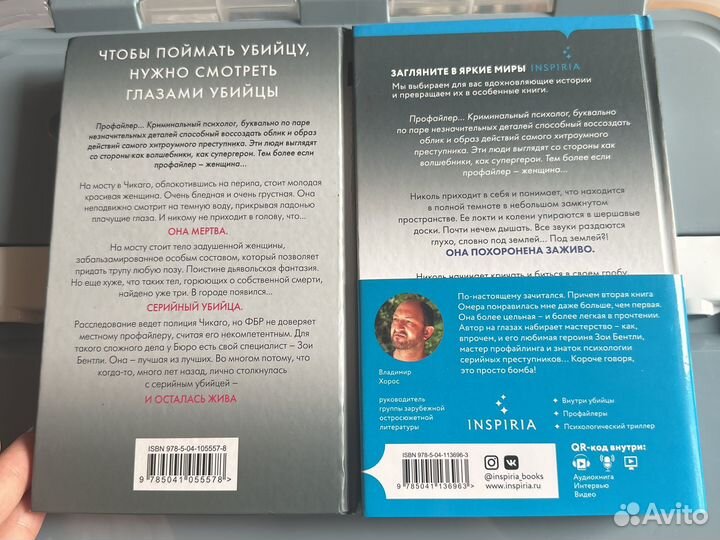 ЧТОБЫ ПОЙМАТЬ УБИЙЦУ,
НУЖНО СМОТРЕТЬ
ГЛАЗАМИ УБИЙЦЫ
Профайлер... Криминальный психолог, буквально по паре
незначительных деталей способный воссоздать облик и образ
действий самого хитроумного преступника. Эти люди выглядят
со стороны как волшебники, как супергерои. Тем более если
профайлер – женщина...
На мосту в Чикаго, облокотившись на перила, стоит молодая
красивая женщина. Очень бледная и очень грустная. Она
неподвижно смотрит на темную воду, прикрывая ладонью
плачущие глаза. И никому не приходит в голову, что...
ОНА МЕРТВА.
На мосту стоит тело задушенной женщины,
забальзамированное особым составом, который позволяет
придать трупу любую позу. Поистине дьявольская фантазия.
Но еще хуже, что таких тел, горюющих о собственной смерти,
найдено уже три. В городе появился...
СЕРИЙНЫЙ УБИЙЦА.
Расследование ведет полиция Чикаго, но ФБР не доверяет
местному профайлеру, считая его некомпетентным. Для
такого сложного дела у Бюро есть свой специалист – Зои
Бентли. Она – лучшая из лучших. Во многом потому, что
когда-то, много лет назад, лично столкнулась
с серийным убийцей –
И ОСТАЛАСЬ ЖИВА
ISBN 978-5-04-105557-8
9 785041 055578 >
ЗАГЛЯНИТЕ В ЯРКИЕ МИРЫ INSPIRIA
Мы выбираем для вас вдохновляющие истории
и превращаем их в особенные книги.
Профайлер... Криминальный психолог, буквально по паре
незначительных деталей способный воссоздать
облик и образ действий самого хитроумного
преступника. Эти люди выглядят со стороны как
волшебники, как супергерои. Тем более если
профайлер – женщина...
Николь приходит в себя и понимает, что находится
в полной темноте в небольшом замкнутом
пространстве. Ее локти и колени упираются в шершавые
доски. Почти нечем дышать. Все звуки раздаются
глухо, словно под землей... Под землей?!
ОНА ПОХОРОНЕНА ЗАЖИВО.
Николь начинает кричать и биться в своем гробу.
По-настоящему зачитался. Причем вторая книга
Омера понравилась мне даже больше, чем первая.
Она более цельная – и более легкая в прочтении.
Автор на глазах набирает мастерство – как,
впрочем, и его любимая героиня Зои Бентли,
мастер профайлинга и знаток психологии
серийных преступников... Короче говоря,
это просто бомба!
Владимир
Хорос
руководитель
группы зарубежной
остросюжетной
литературы
INSPIRIA
Внутри убийцы
Профайлеры
Психологический триллер
ISBN 978-5-04-113696-3
9 785041 136963 >
@inspiria_books
www.inspiria.ru
QR-код внутри:
Аудиокнига
Интервью
Видео
Avito